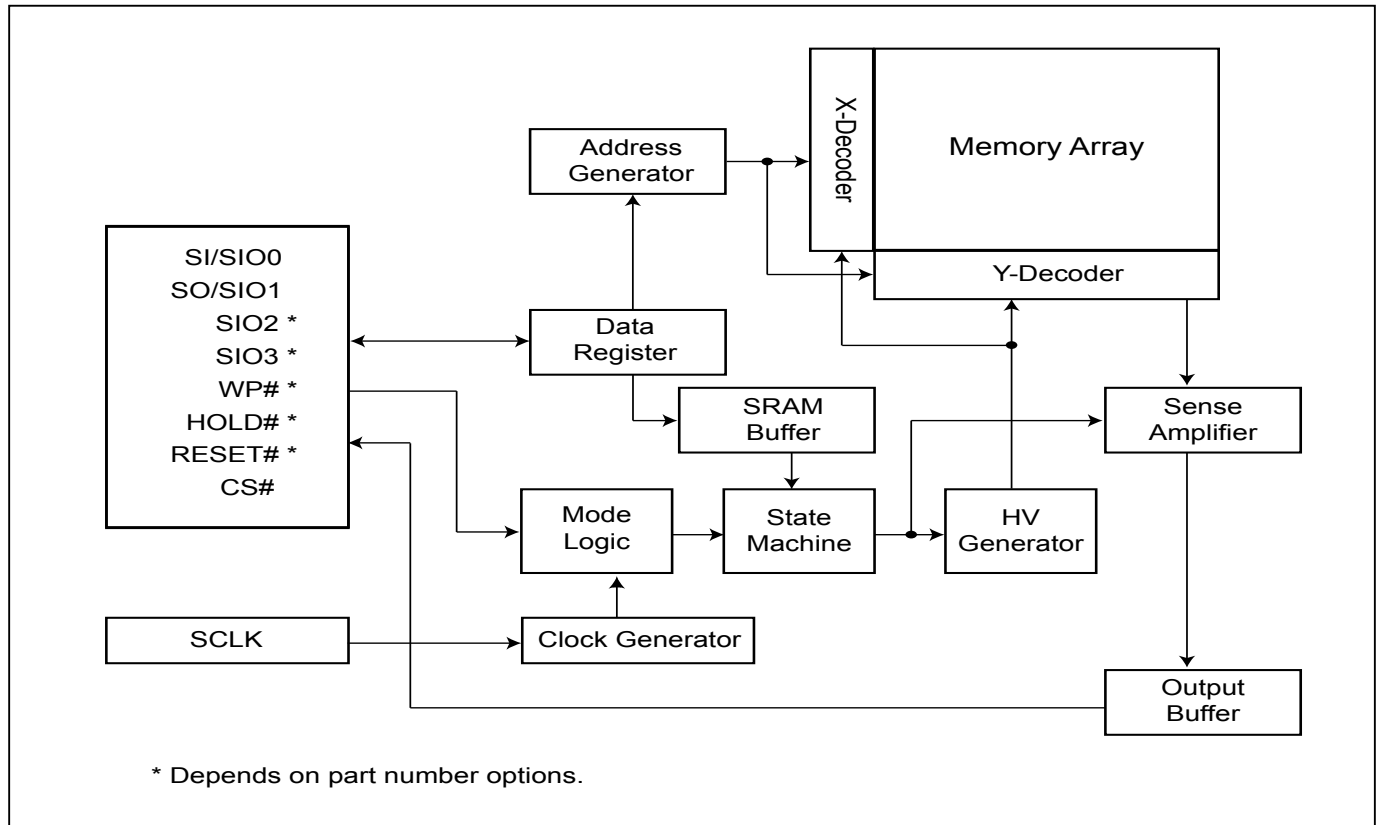 Address
Generator
X-Decoder
Memory Array
Y-Decoder
SI/SIO0
SO/SIO1
SIO2 *
SIO3 *
WP# *
HOLD# *
RESET# *
CS#
Data
Register
SRAM
Buffer
Sense
Amplifier
Mode
Logic
State
Machine
HV
Generator
SCLK
Clock Generator
Output
Buffer
* Depends on part number options.